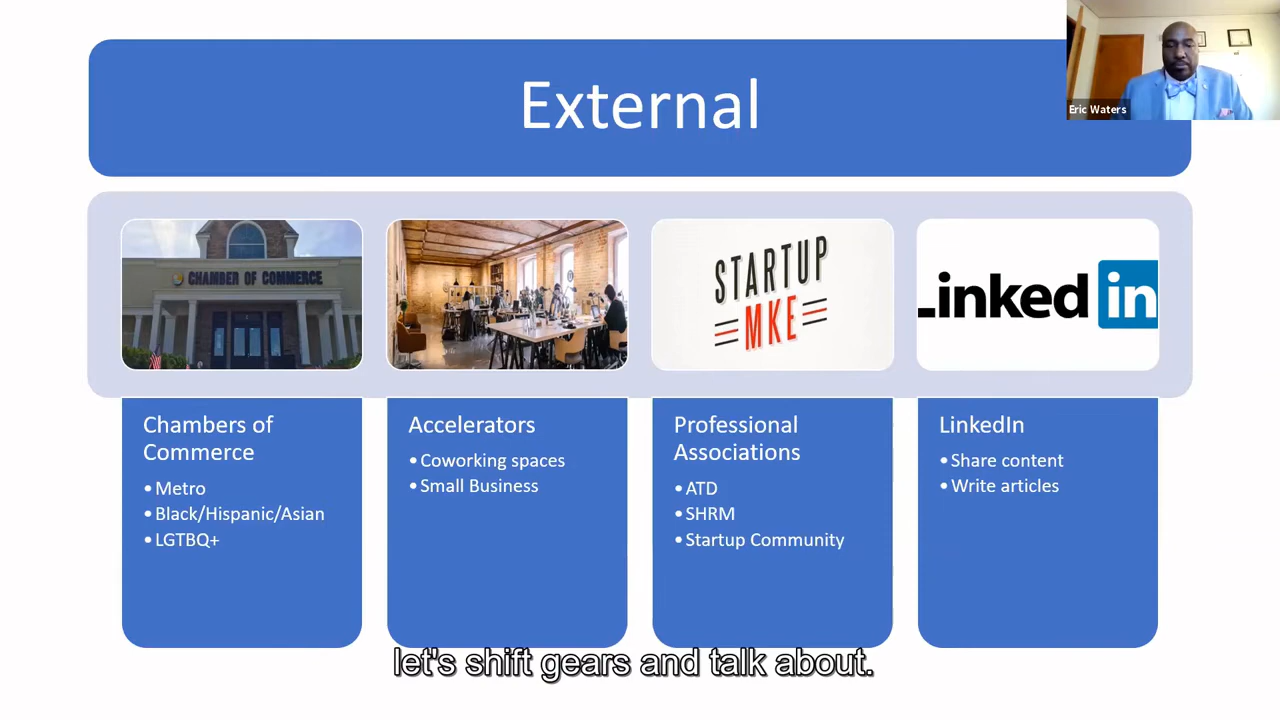 External
Eric Waters
CHAMBER OF COMMERCE
STARTUP
MKE
Linked in
Chambers of
Commerce
• Metro
• Black/Hispanic/Asian
• LGTBQ+
Accelerators
• Coworking spaces
• Small Business
Professional
Associations
• ATD
• SHRM
• Startup Community
LinkedIn
• Share content
• Write articles
let's shift gears and talk about.